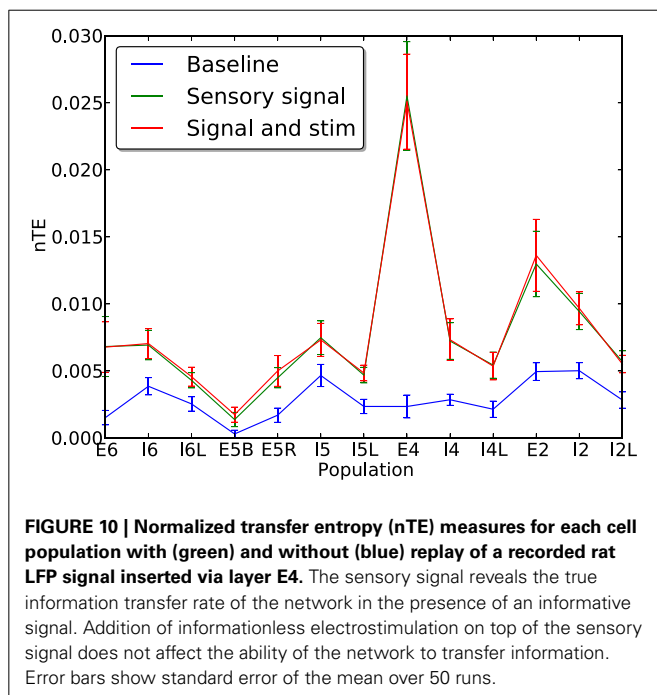 0.030
0.025
0.020
0.015
0.010
0.005
0.000
nTE
Baseline
Sensory signal
Signal and stim
E6 I6 I6L E5B E5R I5 I5L E4 I4 I4L E2 I2 I2L
Population
FIGURE 10 | Normalized transfer entropy (nTE) measures for each cell
population with (green) and without (blue) replay of a recorded rat
LFP signal inserted via layer E4. The sensory signal reveals the true
information transfer rate of the network in the presence of an informative
signal. Addition of informationless electrostimulation on top of the sensory
signal does not affect the ability of the network to transfer information.
Error bars show standard error of the mean over 50 runs.